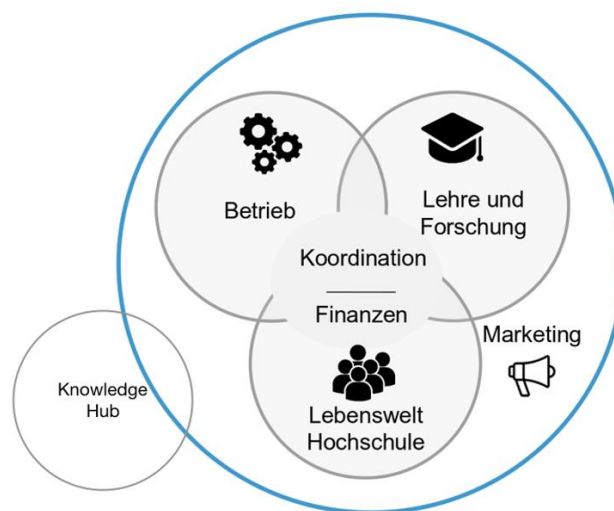 Betrieb
Lehre und
Forschung
Koordination
Finanzen
Marketing
Knowledge
Hub
Lebenswelt
Hochschule